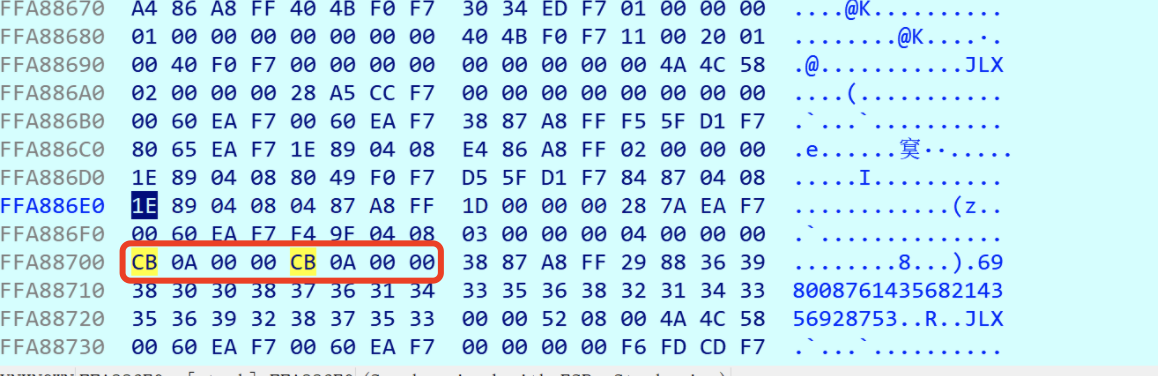 FFA88670 A4 86 A8 FF 40 4B F0 F7 30 34 ED F7 01 00 00 00 ....@K..........
FFA88680 01 00 00 00 00 00 00 00 40 4B F0 F7 11 00 20 01 ........@K....·.
FFA88690 00 40 F0 F7 00 00 00 00 00 00 00 00 00 4A 4C 58 .@...........JLX
FFA886A0 02 00 00 00 28 A5 CC F7 00 00 00 00 00 00 00 00 ....(...........
FFA886B0 00 60 EA F7 00 60 EA F7 38 87 A8 FF F5 5F D1 F7 .`...`..........
FFA886C0 80 65 EA F7 1E 89 04 08 E4 86 A8 FF 02 00 00 00 .e......寞··.....
FFA886D0 1E 89 04 08 80 49 F0 F7 D5 5F D1 F7 84 87 04 08 .....I..........
FFA886E0 1E 89 04 08 04 87 A8 FF 1D 00 00 00 28 7A EA F7 ............(z..
FFA886F0 00 60 EA F7 F4 9F 04 08 03 00 00 00 04 00 00 00 .`..............
FFA88700 CB 0A 00 00 CB 0A 00 00 38 87 A8 FF 29 88 36 39 ........8...).69
FFA88710 38 30 30 38 37 36 31 34 33 35 36 38 32 31 34 33 8008761435682143
FFA88720 35 36 39 32 38 37 35 33 00 00 52 08 00 4A 4C 58 56928753..R..JLX
FFA88730 00 60 EA F7 00 60 EA F7 00 00 00 00 F6 FD CD F7 .`...`..........